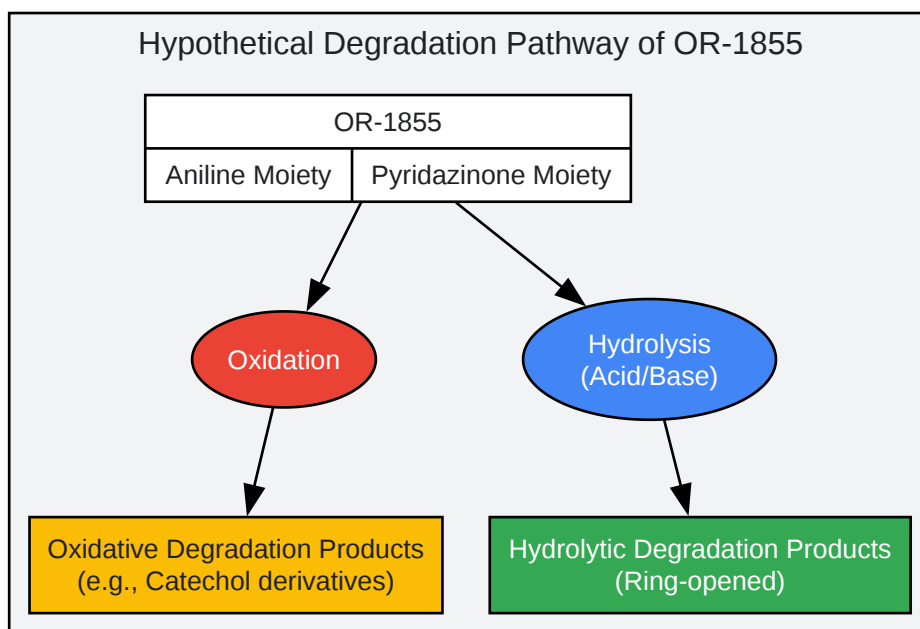 Hypothetical Degradation Pathway of OR-1855
OR-1855
Aniline Moiety
Pyridazinone Moiety
Oxidation
Hydrolysis
(Acid/Base)
Oxidative Degradation Products
(e.g., Catechol derivatives)
Hydrolytic Degradation Products
(Ring-opened)